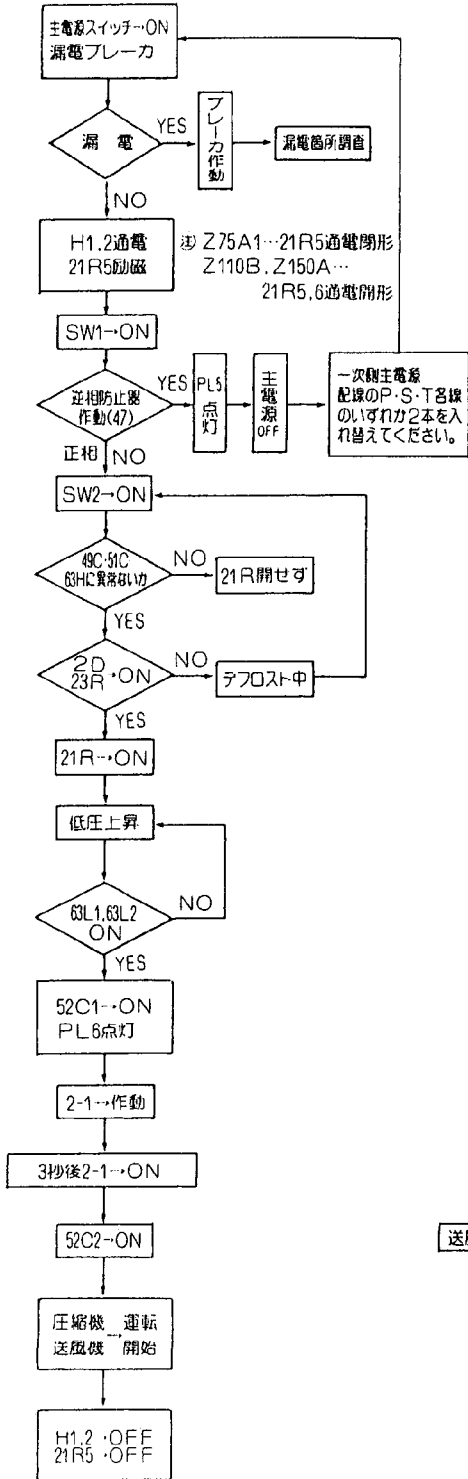 主電源スイッチ→ON
漏電ブレーカ
漏電
YES
ブレーカ作動
漏電箇所調査
NO
H1.2通電
21R5励磁
注 Z75A1…21R5通電閉形
Z110B.Z150A…
21R5,6通電開形
SW1→ON
逆相防止器
作動(47)
YES
PL5
点灯
主電源
OFF
一次側主電源
配線のR・S・T各線
のいずれか2本を入
れ替えてください。
正相 NO
SW2→ON
49C・51C
63Hに異常ないか
NO
21R開せず
YES
2D
23R→ON
NO
デフロスト中
YES
21R→ON
低圧上昇
63L1,63L2
ON
NO
YES
52C1→ON
PL6点灯
2-1→作動
3秒後2-1→ON
52C2→ON
送風
圧縮機→運転
送風機 開始
H1.2→OFF
21R5→OFF